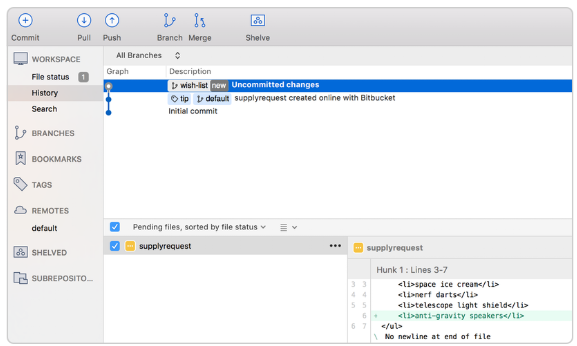 Commit Pull Push Branch Merge Shelve
WORKSPACE
File status 1
History
Search
BRANCHES
BOOKMARKS
TAGS
REMOTES
default
SHELVED
SUBREPOSITO...
All Branches
Graph Description
wish-list new Uncommitted changes
tip default supplyrequest created online with Bitbucket
Initial commit
Pending files, sorted by file status
supplyrequest •••
supplyrequest
Hunk 1 : Lines 3-7
3 3 <li>space ice cream</li>
4 4 <li>nerf darts</li>
5 5 <li>telescope light shield</li>
6 + <li>anti-gravity speakers</li>
6 7 </ul>
\ No newline at end of file